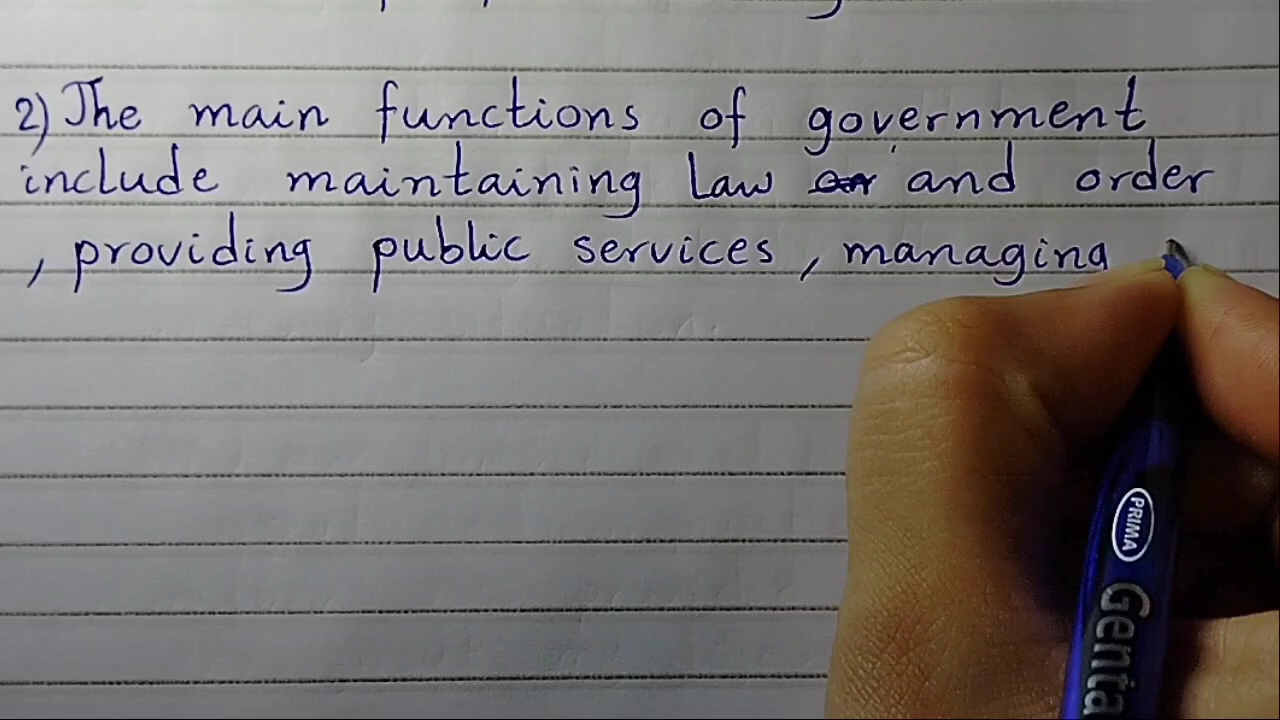 2) The main functions of government
include maintaining law and order
, providing public services, managing
PRIMA
Genta